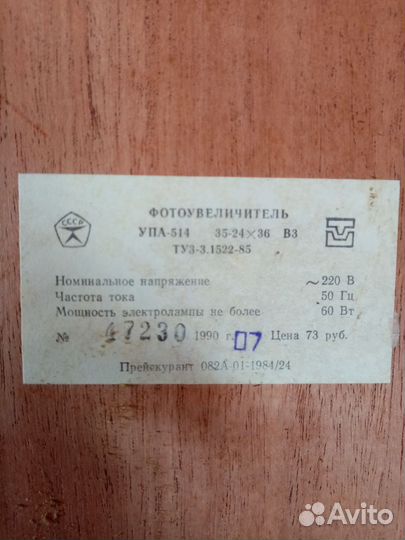 СССР
ФОТОУВЕЛИЧИТЕЛЬ
УПА-514 35-24×36 В3
ТУ3-3.1522-85
Номинальное напряжение ~220 В
Частота тока 50 Гц
Мощность электролампы не более 60 Вт
№ 47230 1990 г. 07 Цена 73 руб.
Прейскурант 082А-01-1984/24
Avito